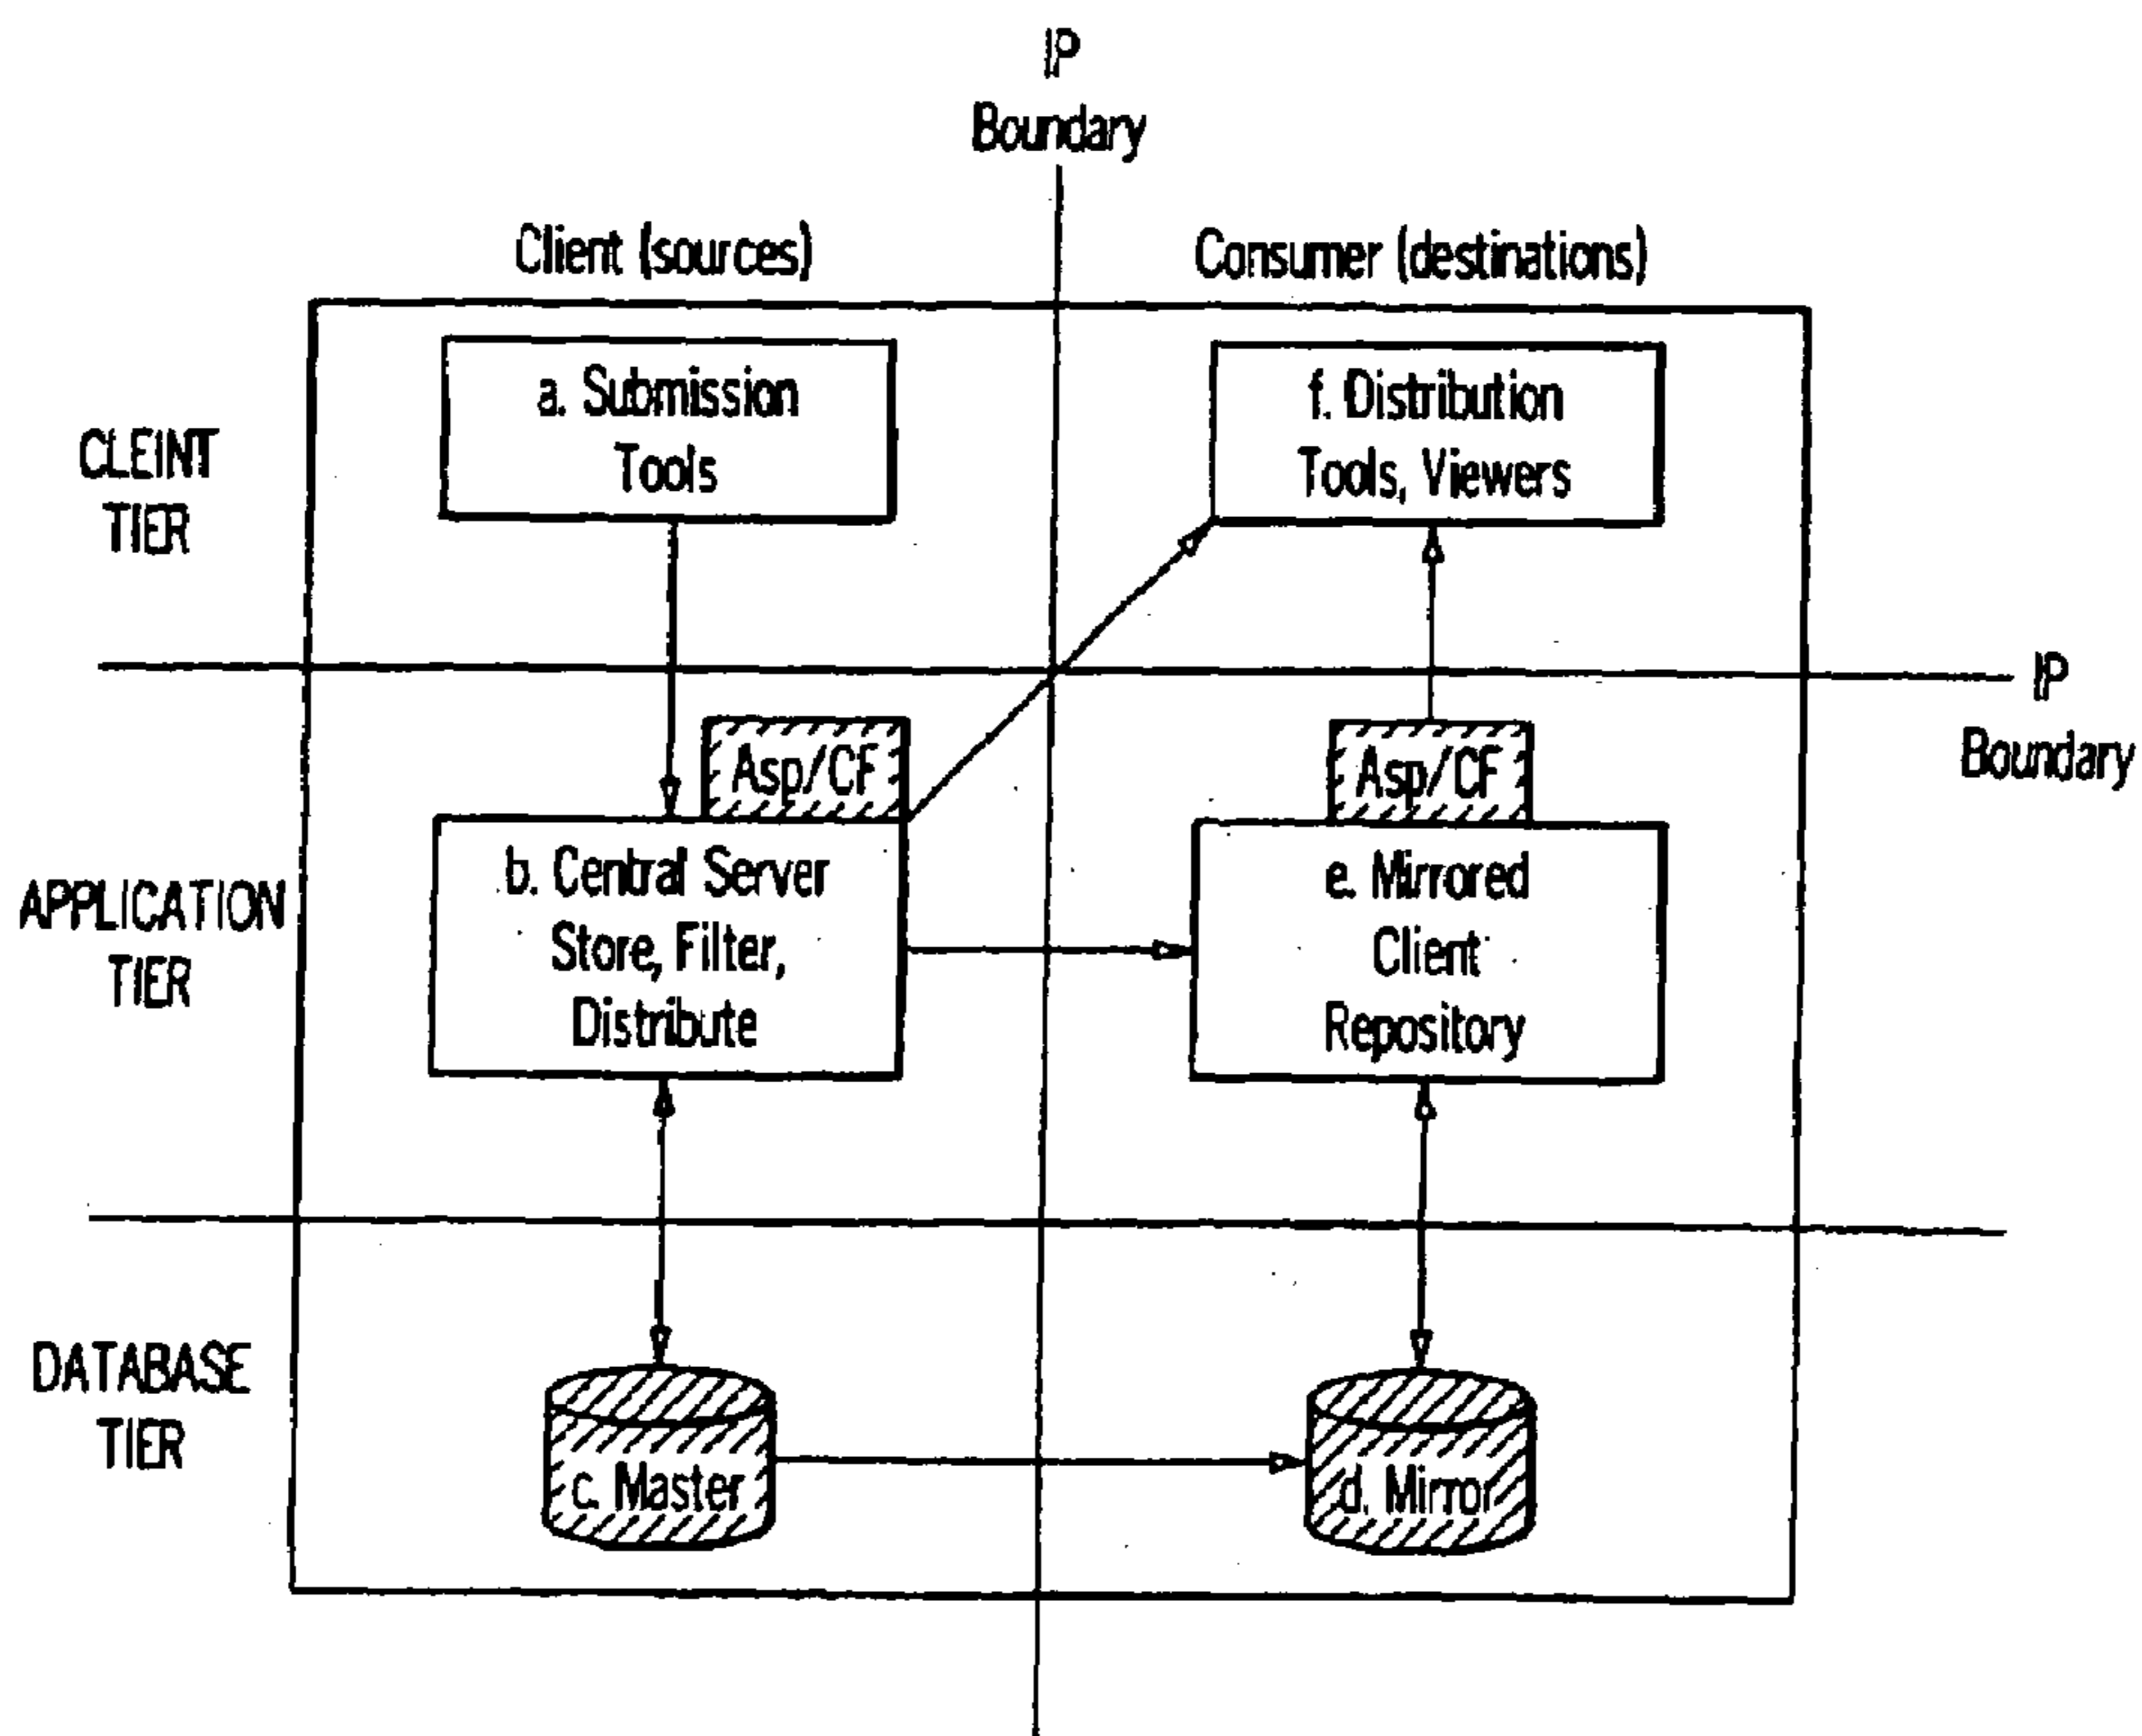 IP
Boundary
Client (sources)
Consumer (destinations)
CLEINT
TIER
a. Submission
Tools
f. Distribution
Tools, Viewers
IP
Boundary
APPLICATION
TIER
Asp/CF
b. Central Server
Store, Filter,
Distribute
Asp/CF
e. Mirrored
Client
Repository
DATABASE
TIER
c. Master
d. Mirror